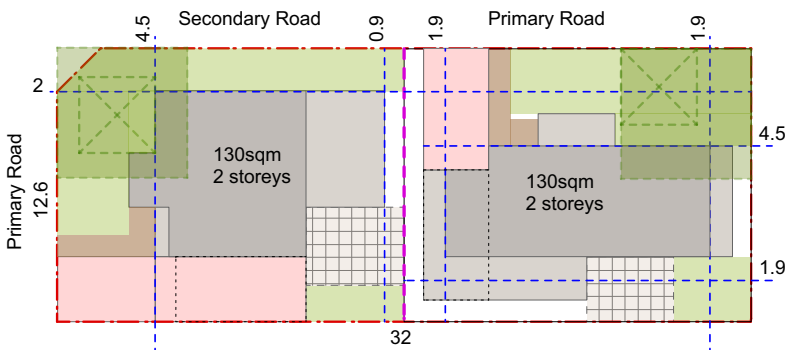 Secondary Road
Primary Road
4.5
0.9
1.9
1.9
2
4.5
130sqm
2 storeys
130sqm
2 storeys
Primary Road
12.6
1.9
32